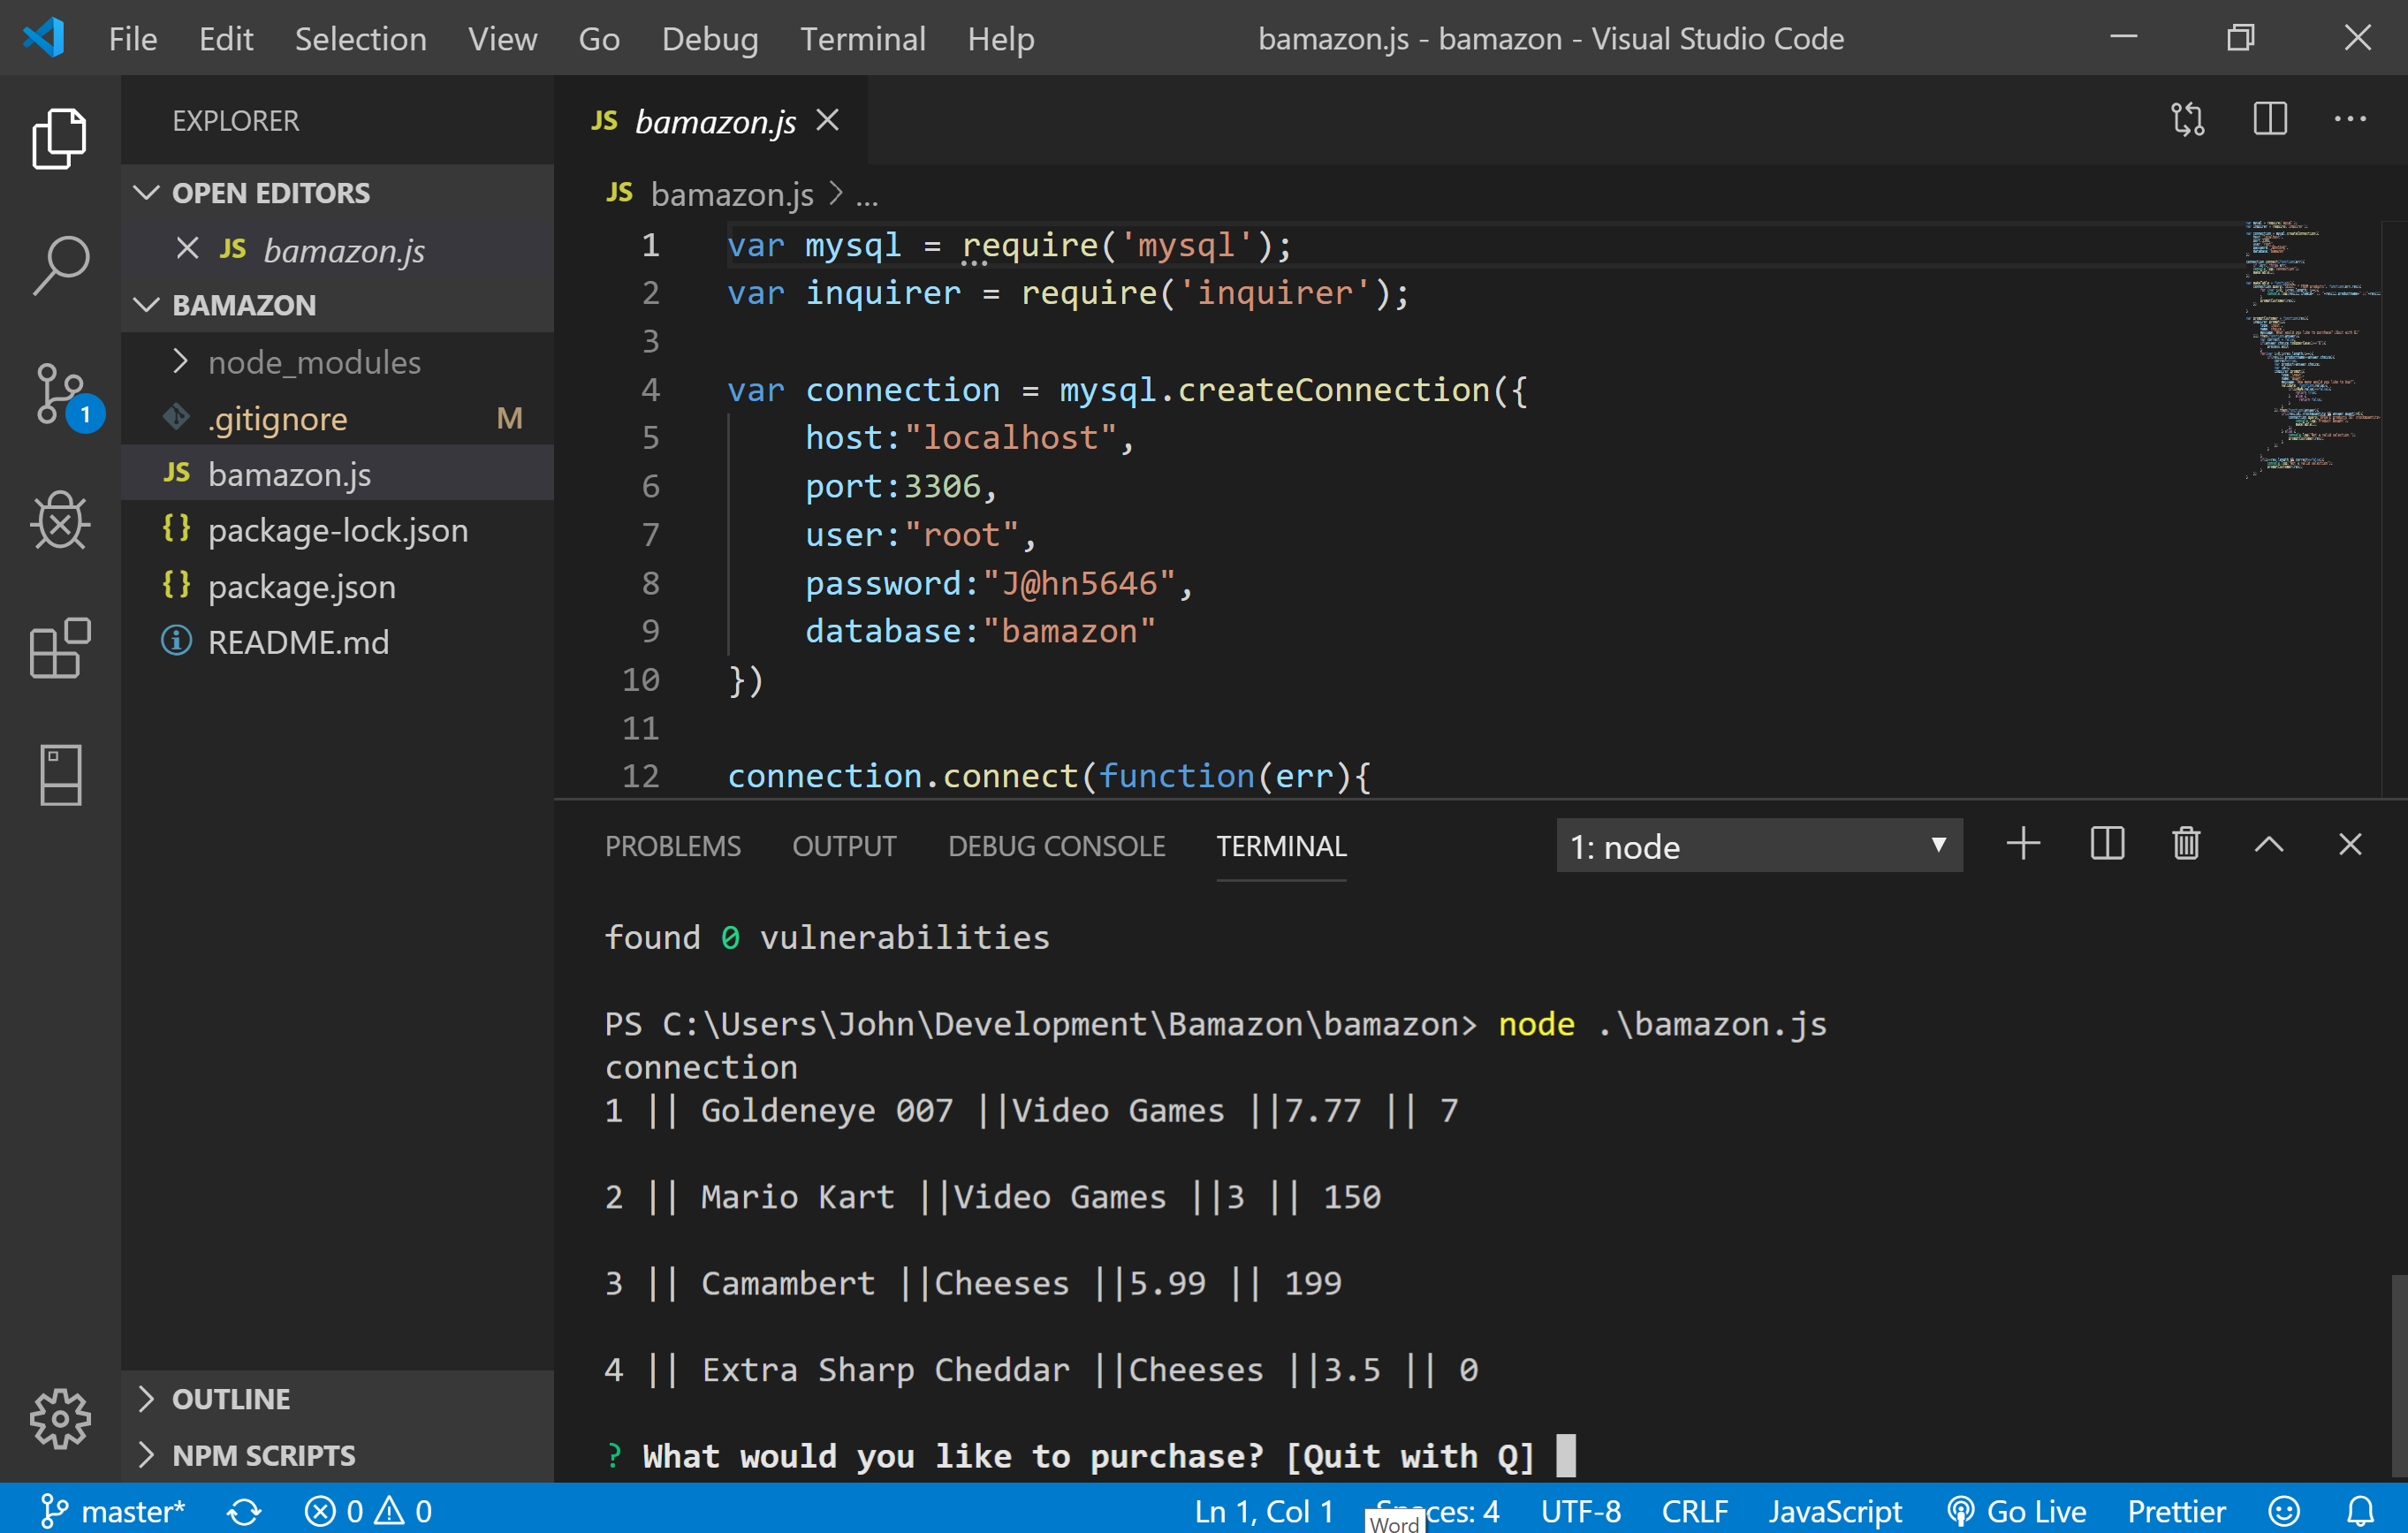 File Edit Selection View Go Debug Terminal Help bamazon.js - bamazon - Visual Studio Code
EXPLORER
OPEN EDITORS
JS bamazon.js
BAMAZON
node_modules
.gitignore M
JS bamazon.js
{} package-lock.json
{} package.json
README.md
OUTLINE
NPM SCRIPTS
1
JS bamazon.js
JS bamazon.js > ...
1 var mysql = require('mysql');
2 var inquirer = require('inquirer');
3
4 var connection = mysql.createConnection({
5 host:"localhost",
6 port:3306,
7 user:"root",
8 password:"J@hn5646",
9 database:"bamazon"
10 })
11
12 connection.connect(function(err){
PROBLEMS OUTPUT DEBUG CONSOLE TERMINAL 1: node
found 0 vulnerabilities
PS C:\Users\John\Development\Bamazon\bamazon> node .\bamazon.js
connection
1 || Goldeneye 007 ||Video Games ||7.77 || 7
2 || Mario Kart ||Video Games ||3 || 150
3 || Camambert ||Cheeses ||5.99 || 199
4 || Extra Sharp Cheddar ||Cheeses ||3.5 || 0
? What would you like to purchase? [Quit with Q]
master* 0 0 Ln 1, Col 1 Spaces: 4 UTF-8 CRLF JavaScript Go Live Prettier
Word